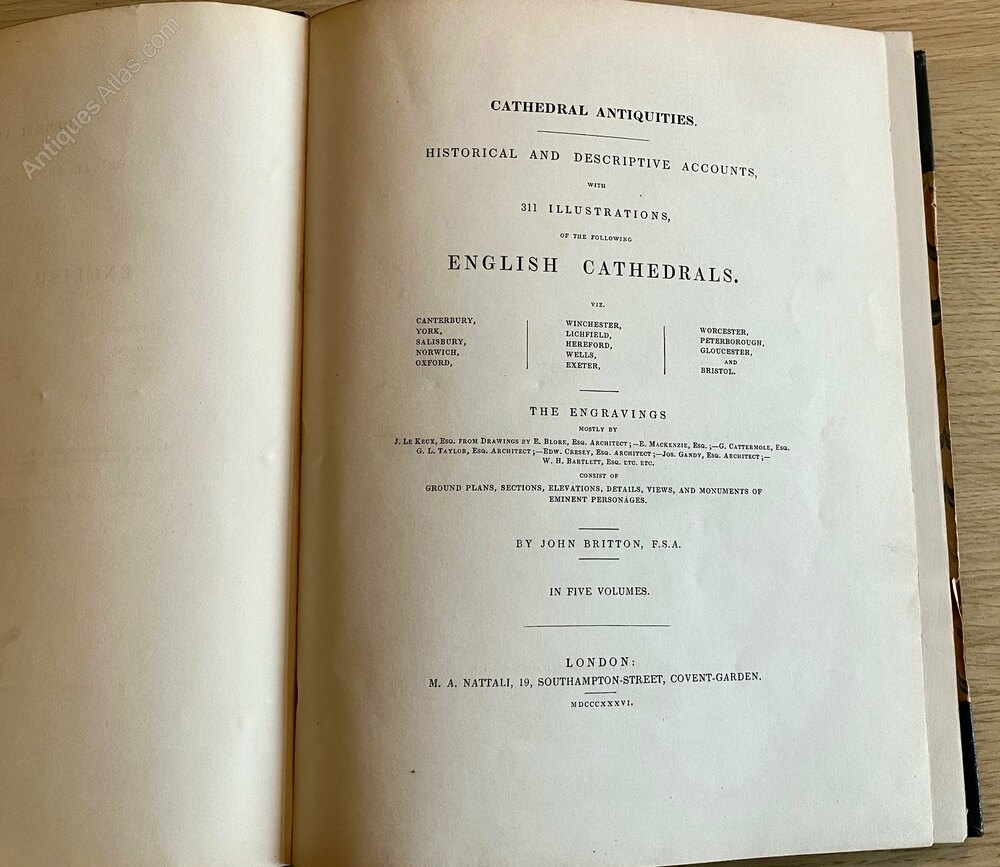 Antiques Atlas.com
CATHEDRAL ANTIQUITIES.
HISTORICAL AND DESCRIPTIVE ACCOUNTS,
WITH
311 ILLUSTRATIONS,
OF THE FOLLOWING
ENGLISH CATHEDRALS.
VIZ.
CANTERBURY,
YORK,
SALISBURY,
NORWICH,
OXFORD,
WINCHESTER,
LICHFIELD,
HEREFORD,
WELLS,
EXETER,
WORCESTER,
PETERBOROUGH,
GLOUCESTER,
AND
BRISTOL.
THE ENGRAVINGS
MOSTLY BY
J. LE KEUX, ESQ. FROM DRAWINGS BY E. BLORE, ESQ. ARCHITECT;—E. MACKENZIE, ESQ.;—G. CATTERMOLE, ESQ.
G. L. TAYLOR, ESQ. ARCHITECT;—EDW. CRESEY, ESQ. ARCHITECT;—JOS. GANDY, ESQ. ARCHITECT;—
W. H. BARTLETT, ESQ. ETC. ETC.
CONSIST OF
GROUND PLANS, SECTIONS, ELEVATIONS, DETAILS, VIEWS, AND MONUMENTS OF
EMINENT PERSONAGES.
BY JOHN BRITTON, F.S.A.
IN FIVE VOLUMES.
LONDON:
M. A. NATTALI, 19, SOUTHAMPTON-STREET, COVENT-GARDEN.
MDCCCXXXVI.